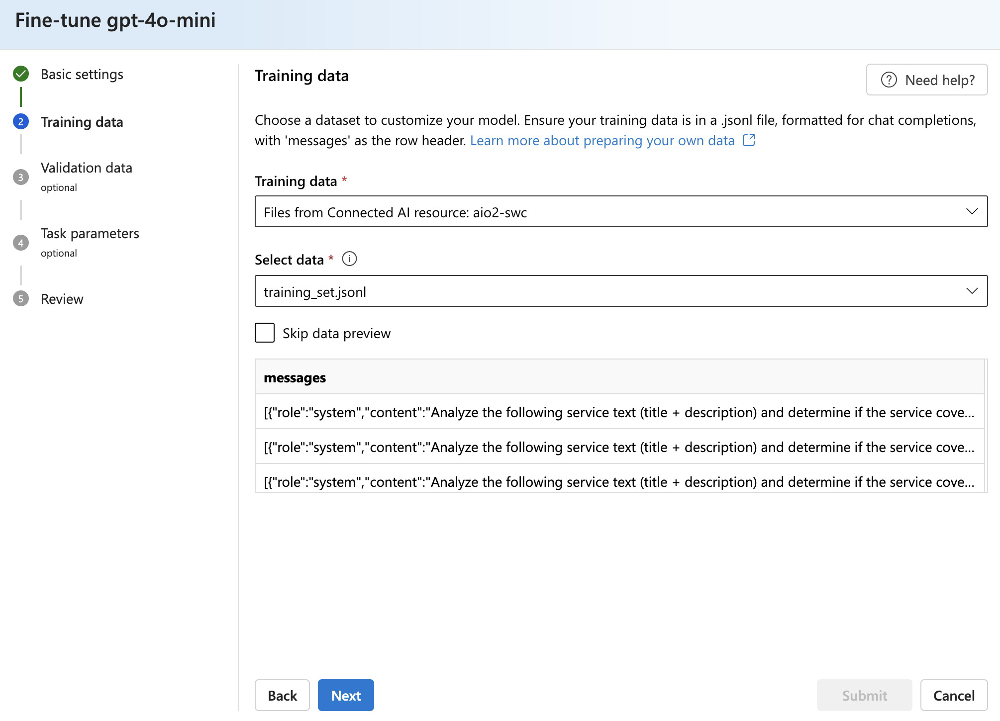 Fine-tune gpt-4o-mini
Basic settings
2
Training data
3
Validation data
optional
4
Task parameters
optional
5
Review
Training data
Need help?
Choose a dataset to customize your model. Ensure your training data is in a .jsonl file, formatted for chat completions,
with 'messages' as the row header. Learn more about preparing your own data
Training data *
Files from Connected AI resource: aio2-swc
Select data *
training_set.jsonl
Skip data preview
messages
[{"role":"system","content":"Analyze the following service text (title + description) and determine if the service cove...
[{"role":"system","content":"Analyze the following service text (title + description) and determine if the service cove...
[{"role":"system","content":"Analyze the following service text (title + description) and determine if the service cove...
Back
Next
Submit
Cancel